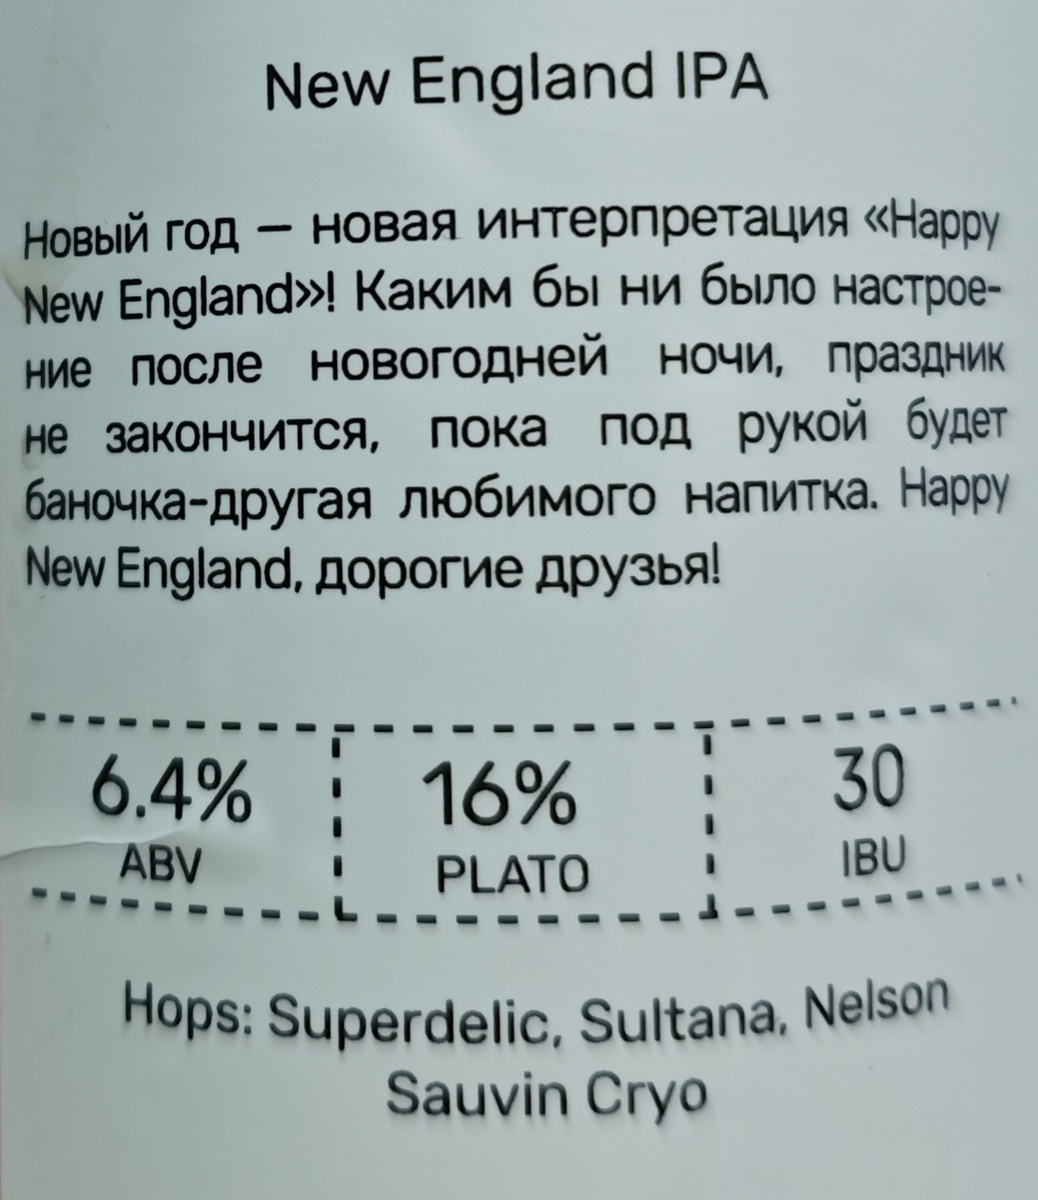 New England IPA
Новый год — новая интерпретация «Happy
New England»! Каким бы ни было настрое-
ние после новогодней ночи, праздник
не закончится, пока под рукой будет
баночка-другая любимого напитка. Happy
New England, дорогие друзья!
6.4% 16% 30
ABV PLATO IBU
Hops: Superdelic, Sultana, Nelson
Sauvin Cryo